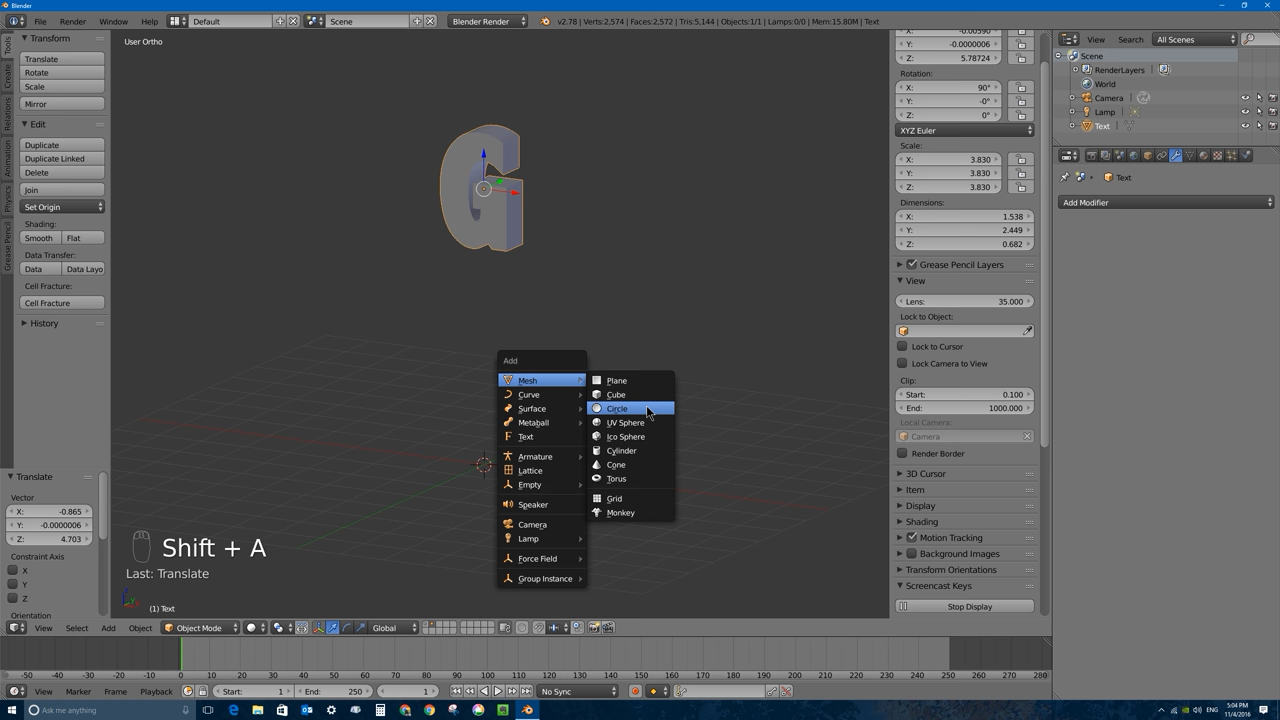 Blender
File Render Window Help Default Scene Blender Render v2.78 | Verts:2,574 | Faces:2,572 | Tris:5,144 | Objects:1/1 | Lamps:0/0 | Mem:15.80M | Text
Tools
Create
Relations
Animation
Physics
Grease Pencil
Transform
Translate
Rotate
Scale
Mirror
Edit
Duplicate
Duplicate Linked
Delete
Join
Set Origin
Shading:
Smooth Flat
Data Transfer:
Data Data Layo
Cell Fracture:
Cell Fracture
History
Translate
Vector
X: -0.865
Y: -0.0000006
Z: 4.703
Constraint Axis
X
Y
Z
Orientation
User Ortho
G
Add
Mesh
Curve
Surface
Metaball
Text
Armature
Lattice
Empty
Speaker
Camera
Lamp
Force Field
Group Instance
Plane
Cube
Circle
UV Sphere
Ico Sphere
Cylinder
Cone
Torus
Grid
Monkey
Shift + A
Last: Translate
(1) Text
X: -0.00590
Y: -0.0000006
Z: 5.78724
Rotation:
X: 90°
Y: -0°
Z: 0°
XYZ Euler
Scale:
X: 3.830
Y: 3.830
Z: 3.830
Dimensions:
X: 1.538
Y: 2.449
Z: 0.682
Grease Pencil Layers
View
Lens: 35.000
Lock to Object:
Lock to Cursor
Lock Camera to View
Clip:
Start: 0.100
End: 1000.000
Local Camera:
Camera
Render Border
3D Cursor
Item
Display
Shading
Motion Tracking
Background Images
Transform Orientations
Screencast Keys
Stop Display
View Search All Scenes
Scene
RenderLayers
World
Camera
Lamp
Text
Text
Add Modifier
View Select Add Object Object Mode Global
-50 -40 -30 -20 -10 0 10 20 30 40 50 60 70 80 90 100 110 120 130 140 150 160 170 180 190 200 210 220 230 240 250 260 270 280
View Marker Frame Playback Start: 1 End: 250 1 No Sync
Ask me anything
5:04 PM
11/4/2016